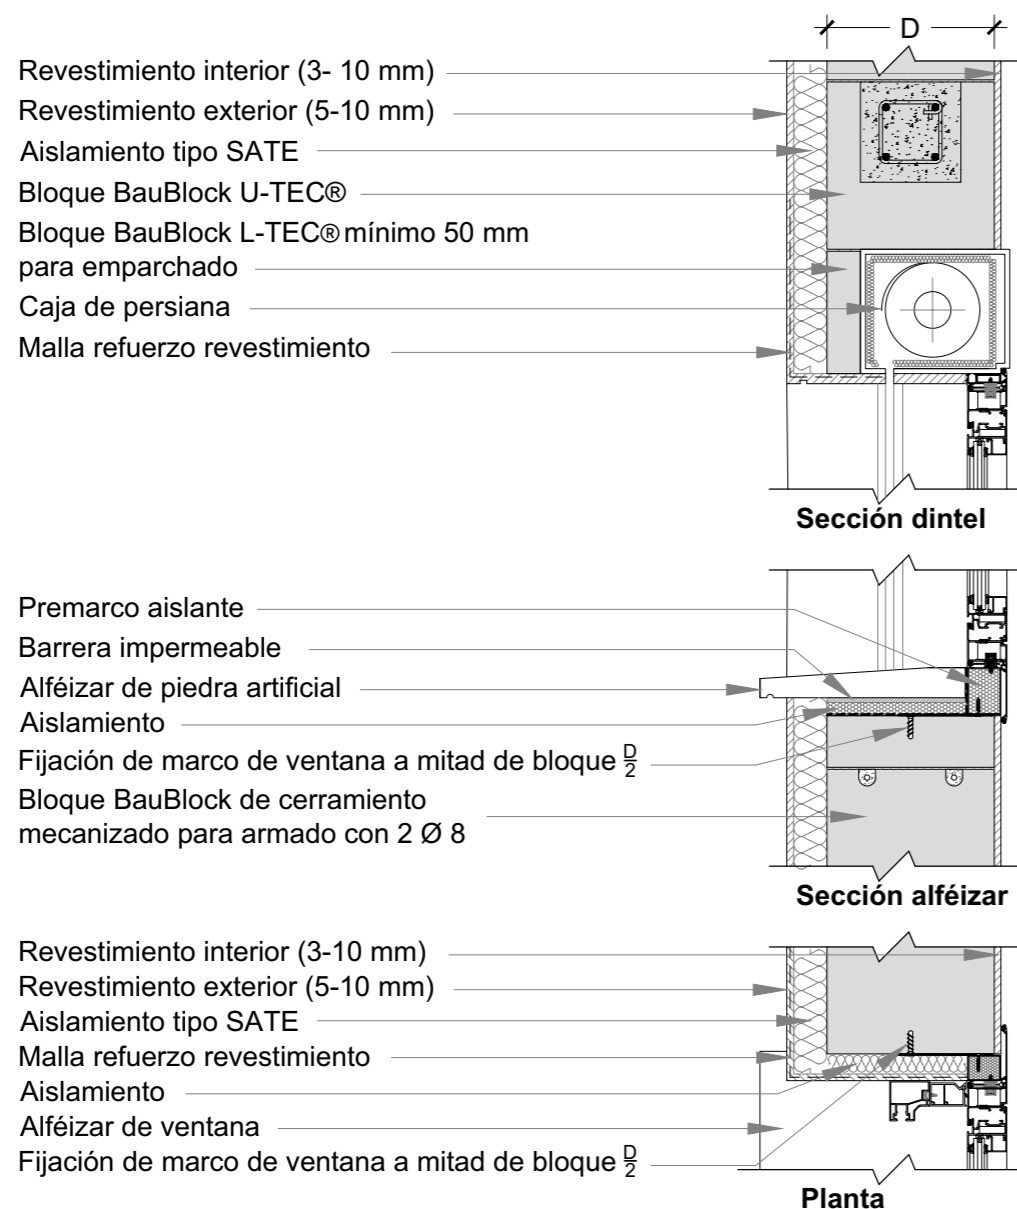 D
Revestimiento interior (3- 10 mm)
Revestimiento exterior (5-10 mm)
Aislamiento tipo SATE
Bloque BauBlock U-TEC®
Bloque BauBlock L-TEC® mínimo 50 mm
para emparchado
Caja de persiana
Malla refuerzo revestimiento
Sección dintel
Premarco aislante
Barrera impermeable
Alféizar de piedra artificial
Aislamiento
Fijación de marco de ventana a mitad de bloque D/2
Bloque BauBlock de cerramiento
mecanizado para armado con 2 Ø 8
Sección alféizar
Revestimiento interior (3-10 mm)
Revestimiento exterior (5-10 mm)
Aislamiento tipo SATE
Malla refuerzo revestimiento
Aislamiento
Alféizar de ventana
Fijación de marco de ventana a mitad de bloque D/2
Planta